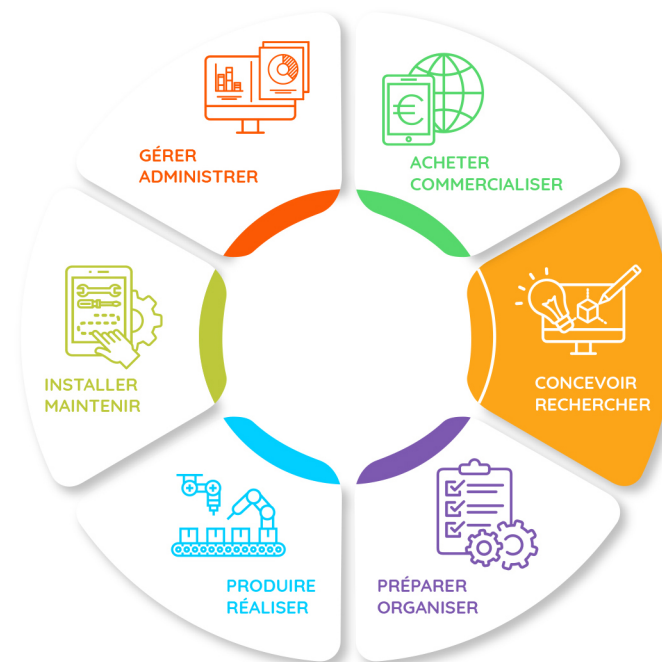 GÉRER
ADMINISTRER
ACHETER
COMMERCIALISER
CONCEVOIR
RECHERCHER
PRÉPARER
ORGANISER
PRODUIRE
RÉALISER
INSTALLER
MAINTENIR